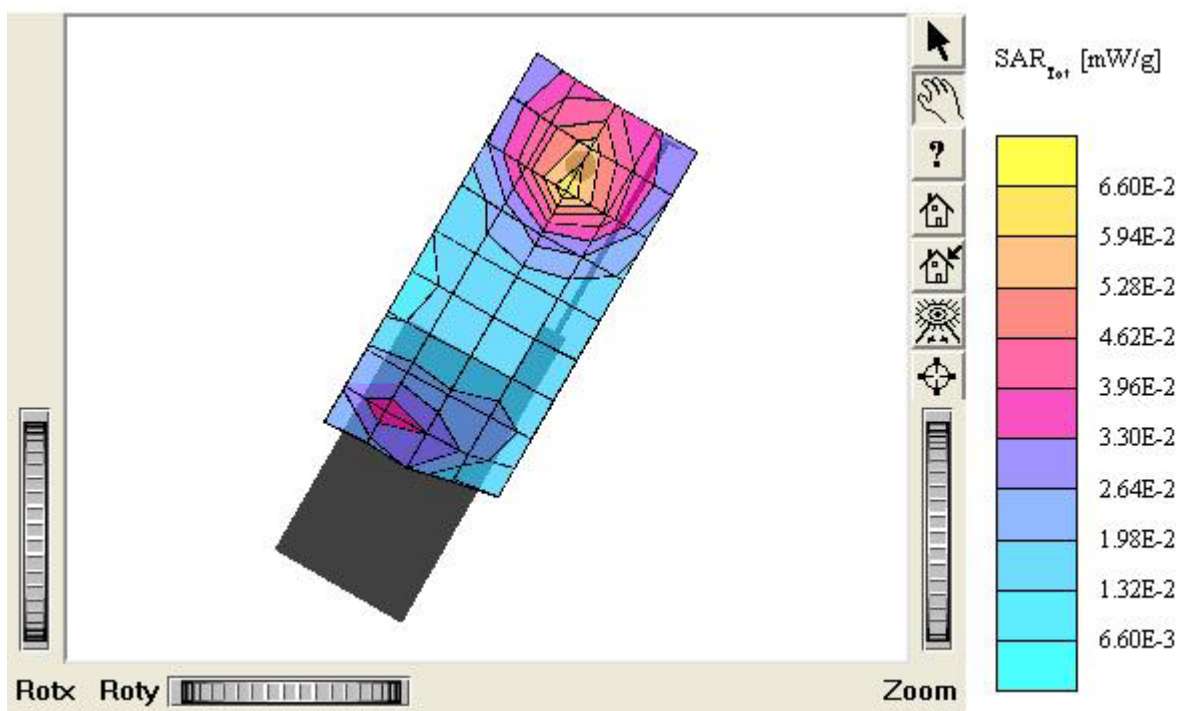 SAR_Tot [mW/g]
?
6.60E-2
5.94E-2
5.28E-2
4.62E-2
3.96E-2
3.30E-2
2.64E-2
1.98E-2
1.32E-2
6.60E-3
Rotx Roty Zoom